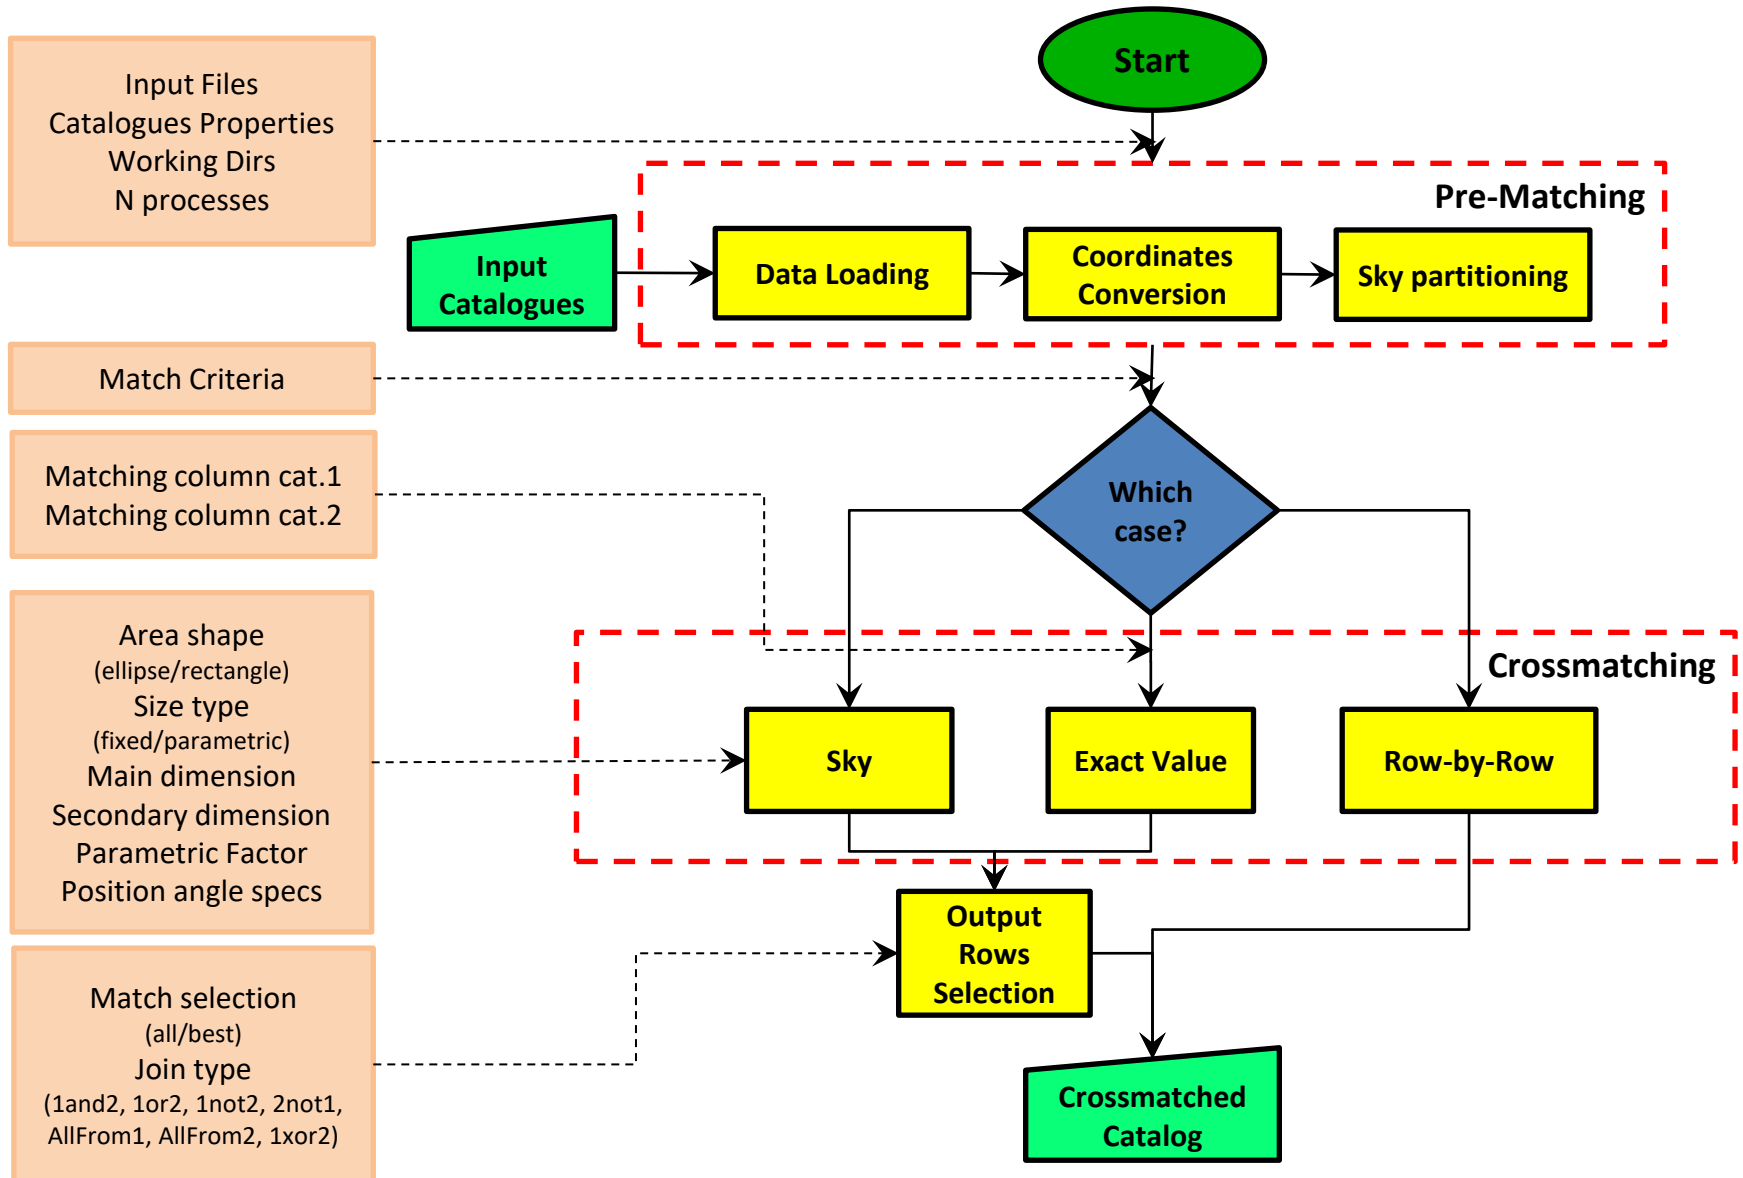 Start
Input Files
Catalogues Properties
Working Dirs
N processes
Pre-Matching
Input
Catalogues
Data Loading
Coordinates
Conversion
Sky partitioning
Match Criteria
Matching column cat.1
Matching column cat.2
Which
case?
Crossmatching
Area shape
(ellipse/rectangle)
Size type
(fixed/parametric)
Main dimension
Secondary dimension
Parametric Factor
Position angle specs
Sky
Exact Value
Row-by-Row
Output
Rows
Selection
Match selection
(all/best)
Join type
(1and2, 1or2, 1not2, 2not1,
AllFrom1, AllFrom2, 1xor2)
Crossmatched
Catalog